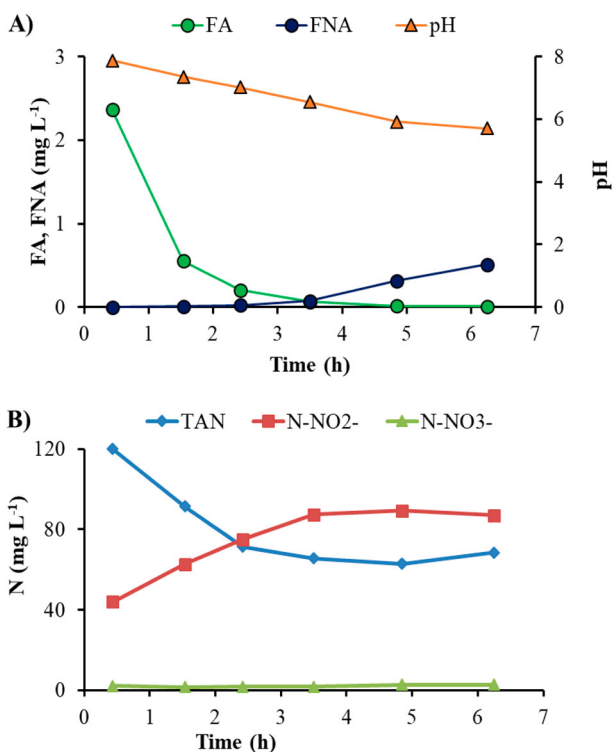 A)
FA FNA pH
3
2
1
0
8
6
4
2
0
FA, FNA (mg L-1)
pH
0 1 2 3 4 5 6 7
Time (h)
B)
TAN N-NO2- N-NO3-
120
80
40
0
N (mg L-1)
0 1 2 3 4 5 6 7
Time (h)